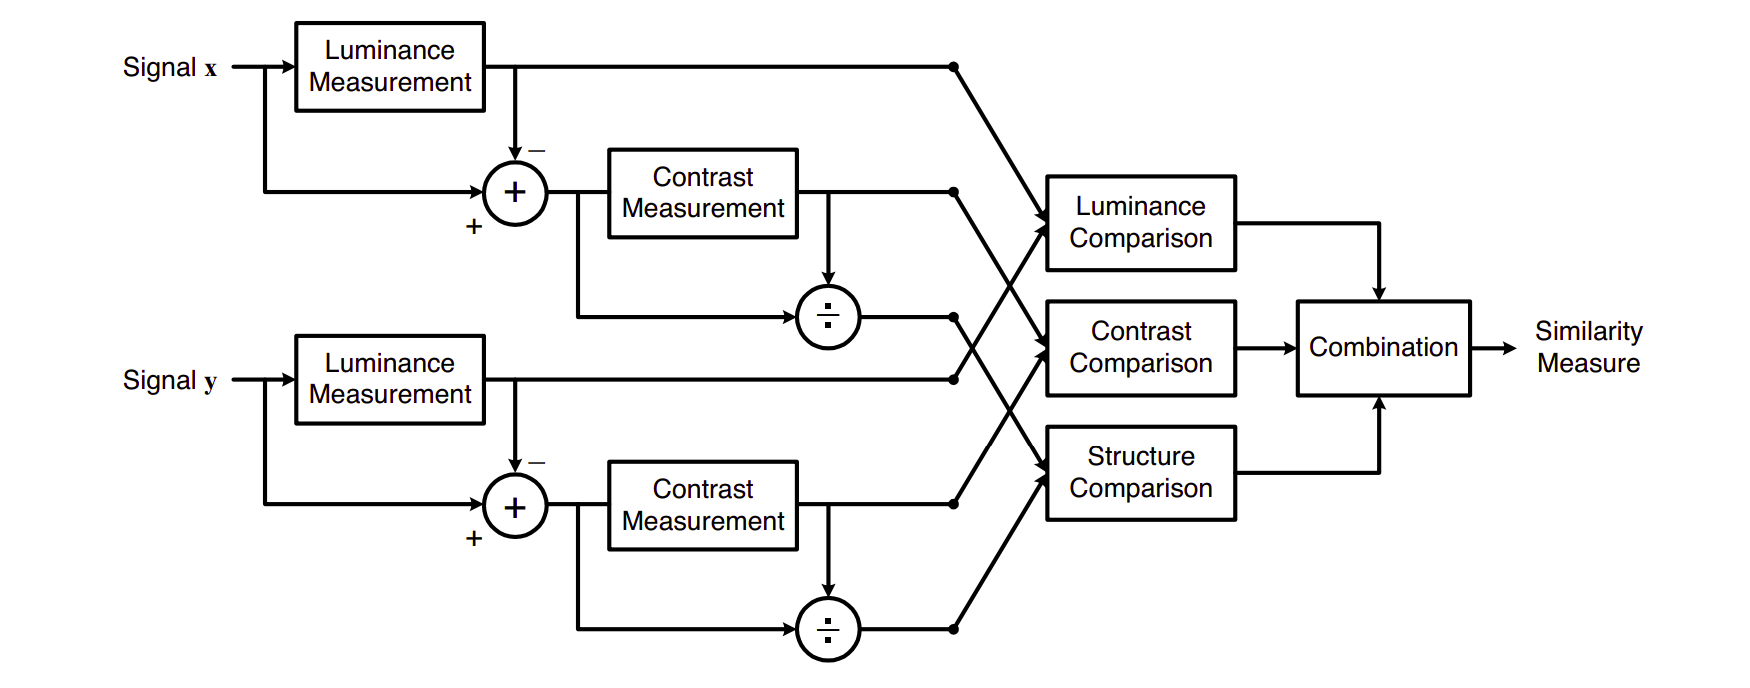 Signal x
Luminance
Measurement
−
+
+
Contrast
Measurement
÷
Signal y
Luminance
Measurement
−
+
+
Contrast
Measurement
÷
Luminance
Comparison
Contrast
Comparison
Structure
Comparison
Combination
Similarity
Measure